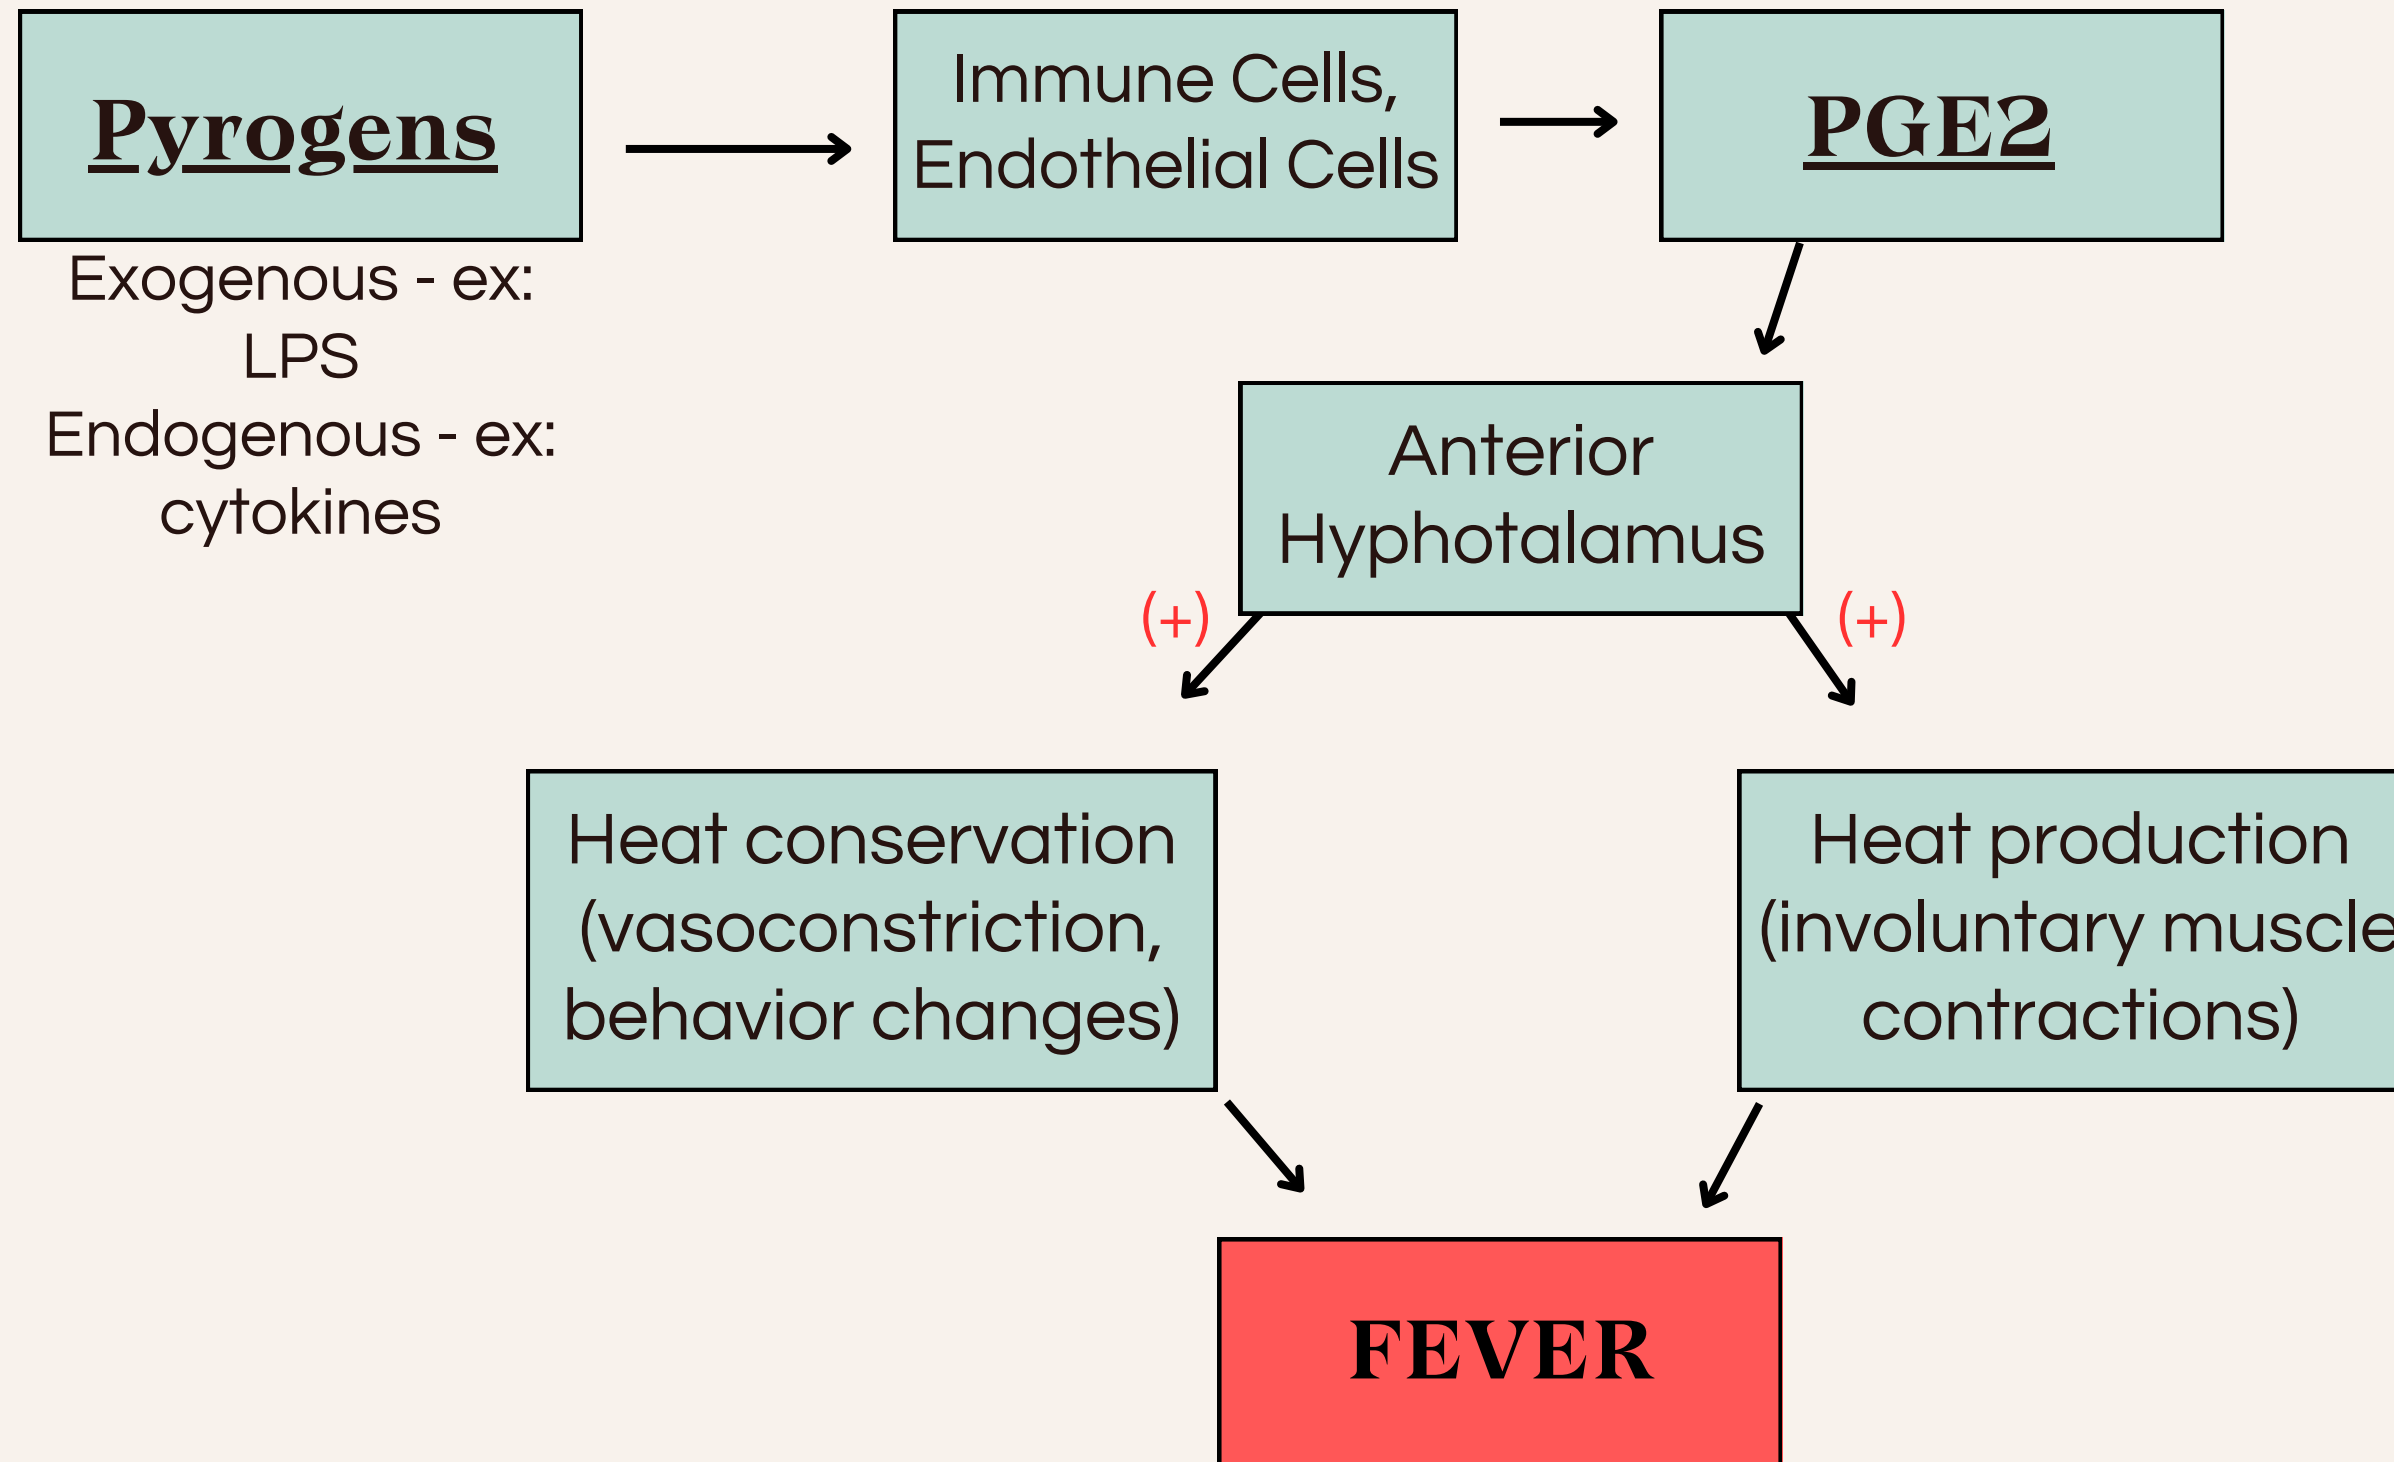 Pyrogens
Exogenous - ex:
LPS
Endogenous - ex:
cytokines
Immune Cells,
Endothelial Cells
PGE2
Anterior
Hyphotalamus
(+)
(+)
Heat conservation
(vasoconstriction,
behavior changes)
Heat production
(involuntary muscle
contractions)
FEVER